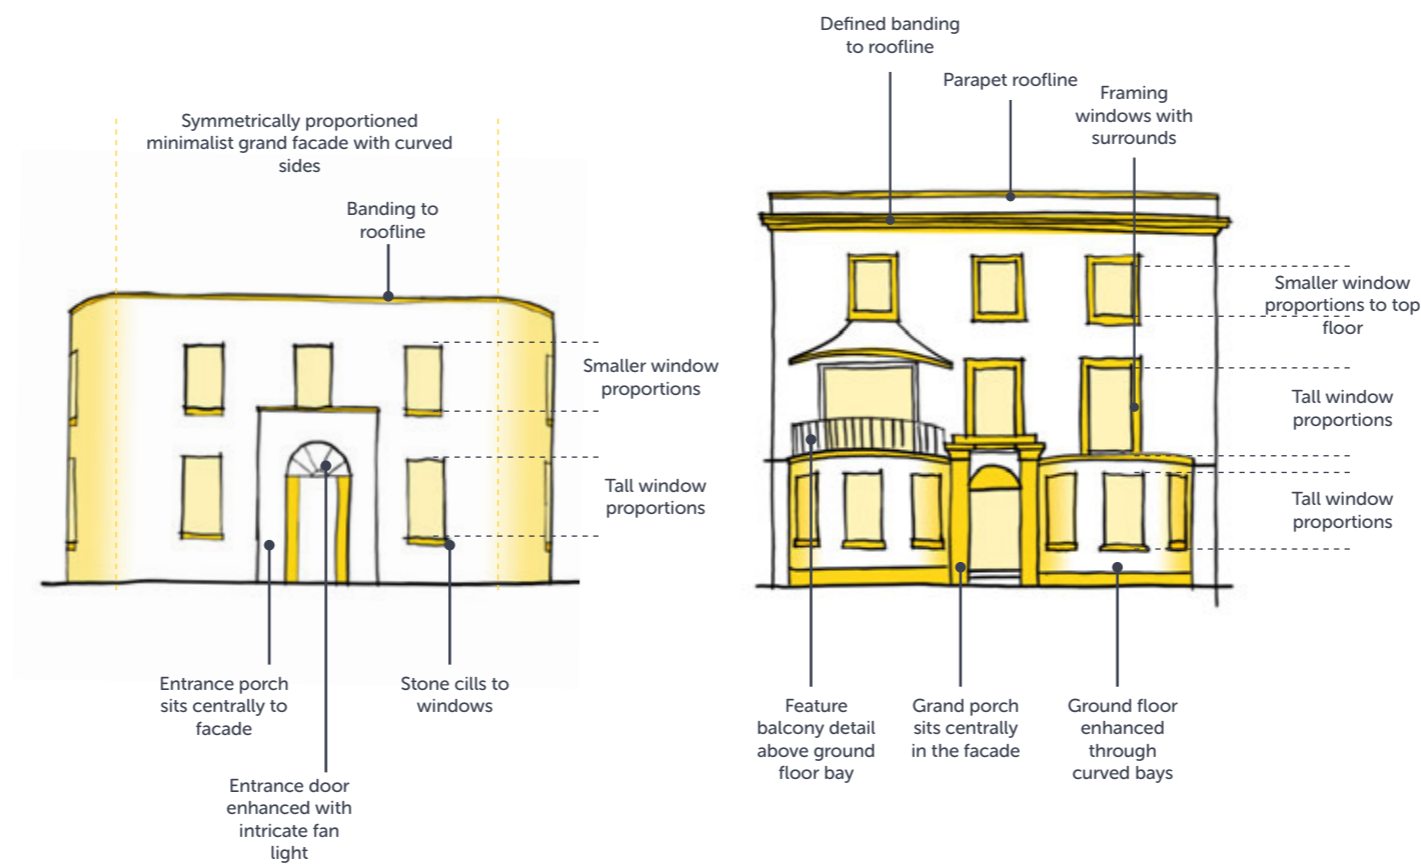 Symmetrically proportioned
minimalist grand facade with curved
sides
Banding to
roofline
Smaller window
proportions
Tall window
proportions
Entrance porch
sits centrally to
facade
Stone cills to
windows
Entrance door
enhanced with
intricate fan
light
Defined banding
to roofline
Parapet roofline
Framing
windows with
surrounds
Smaller window
proportions to top
floor
Tall window
proportions
Tall window
proportions
Feature
balcony detail
above ground
floor bay
Grand porch
sits centrally
in the facade
Ground floor
enhanced
through
curved bays